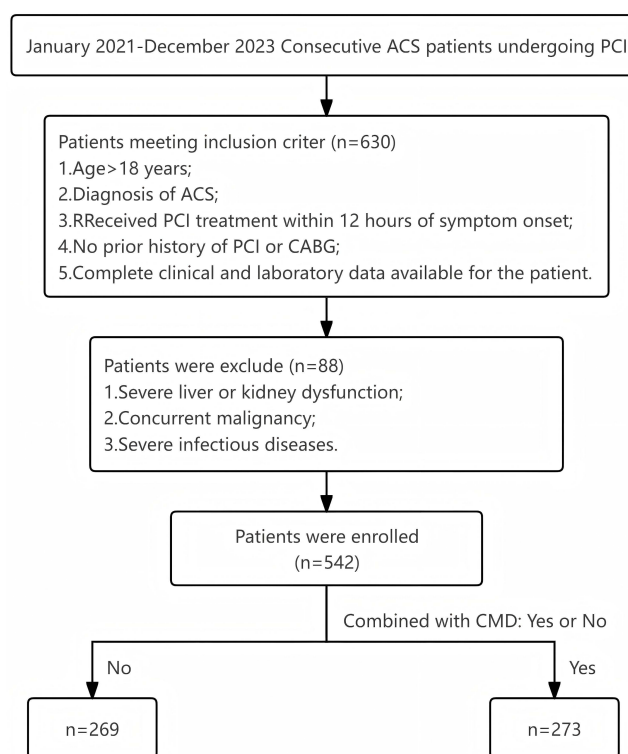 January 2021-December 2023 Consecutive ACS patients undergoing PCI
Patients meeting inclusion criter (n=630)
1.Age>18 years;
2.Diagnosis of ACS;
3.RReceived PCI treatment within 12 hours of symptom onset;
4.No prior history of PCI or CABG;
5.Complete clinical and laboratory data available for the patient.
Patients were exclude (n=88)
1.Severe liver or kidney dysfunction;
2.Concurrent malignancy;
3.Severe infectious diseases.
Patients were enrolled
(n=542)
Combined with CMD: Yes or No
No
Yes
n=269
n=273